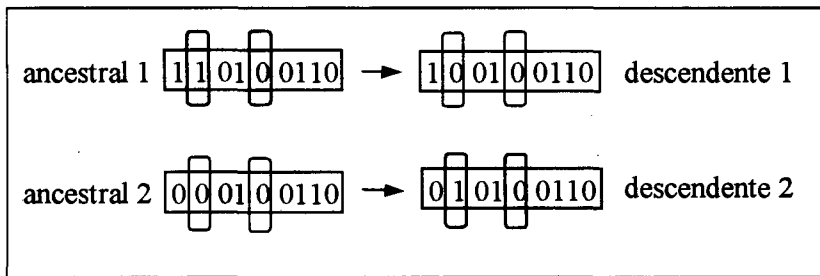 ancestral 1 1 1 01 0 0110 → 1 0 01 0 0110 descendente 1
ancestral 2 0 0 01 0 0110 → 0 1 01 0 0110 descendente 2